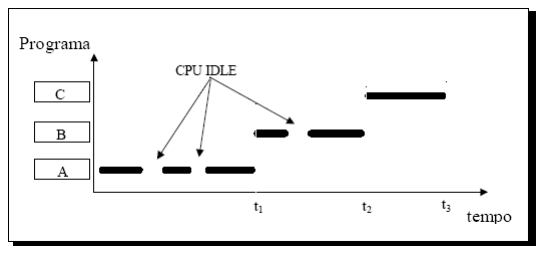 Programa
CPU IDLE
C
B
A
t1 t2 t3
tempo